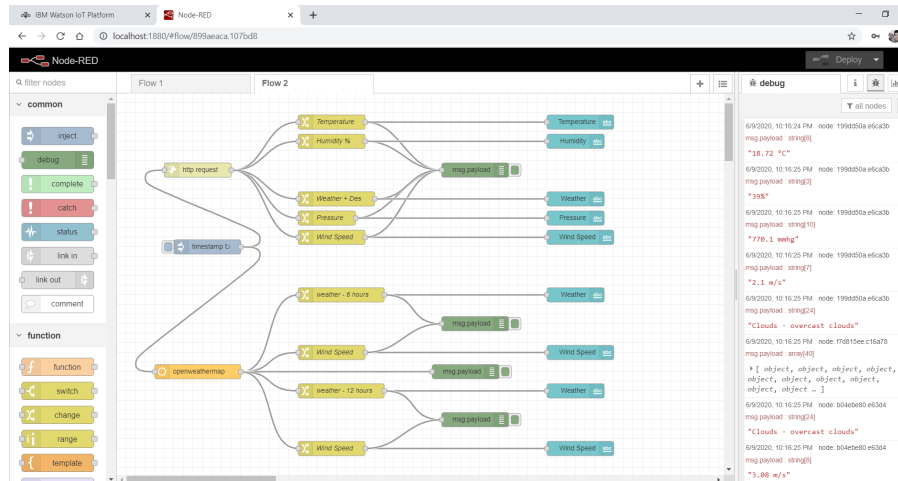 IBM Watson IoT Platform
Node-RED
localhost:1880/#flow/899aeaca.107bd8
Node-RED
Deploy
filter nodes
Flow 1
Flow 2
debug
i
all nodes
common
inject
debug
complete
catch
status
link in
link out
comment
function
function
switch
change
range
template
Temperature
Temperature abc
Humidity %
Humidity abc
http request
msg.payload
Weather + Des
Weather abc
Pressure
Pressure abc
Wind Speed
Wind Speed abc
timestamp ↻
weather - 6 hours
Weather abc
msg.payload
Wind Speed
Wind Speed abc
openweathermap
msg.payload
weather - 12 hours
Weather abc
msg.payload
Wind Speed
Wind Speed abc
6/9/2020, 10:16:24 PM node: 199dd50a.e6ca3b
msg.payload : string[8]
"18.72 ºC"
6/9/2020, 10:16:25 PM node: 199dd50a.e6ca3b
msg.payload : string[3]
"39%"
6/9/2020, 10:16:25 PM node: 199dd50a.e6ca3b
msg.payload : string[10]
"770.1 mmhg"
6/9/2020, 10:16:25 PM node: 199dd50a.e6ca3b
msg.payload : string[7]
"2.1 m/s"
6/9/2020, 10:16:25 PM node: 199dd50a.e6ca3b
msg.payload : string[24]
"Clouds - overcast clouds"
6/9/2020, 10:16:25 PM node: f7d815ee.c16a78
msg.payload : array[40]
[ object, object, object, object,
object, object, object, object,
object, object … ]
6/9/2020, 10:16:25 PM node: b04ebe80.e63d4
msg.payload : string[24]
"Clouds - overcast clouds"
6/9/2020, 10:16:25 PM node: b04ebe80.e63d4
msg.payload : string[8]
"3.08 m/s"